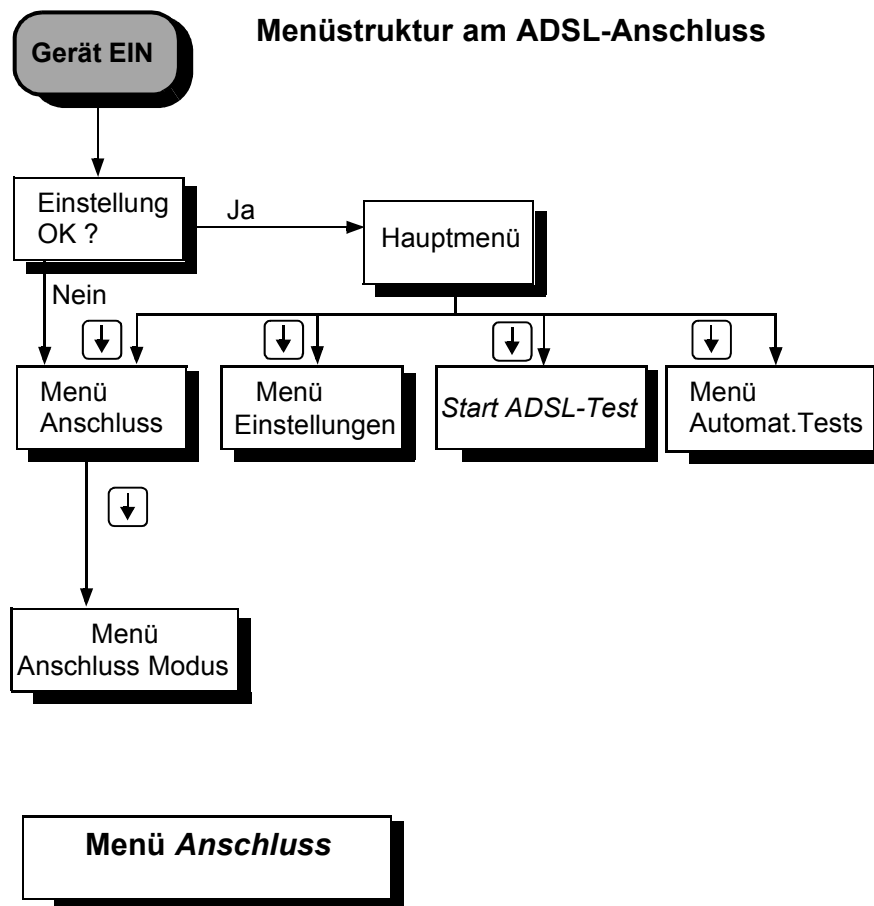 Menüstruktur am ADSL-Anschluss
Gerät EIN
Einstellung
OK ?
Ja
Hauptmenü
Nein
Menü
Anschluss
Menü
Einstellungen
Start ADSL-Test
Menü
Automat.Tests
Menü
Anschluss Modus
Menü Anschluss